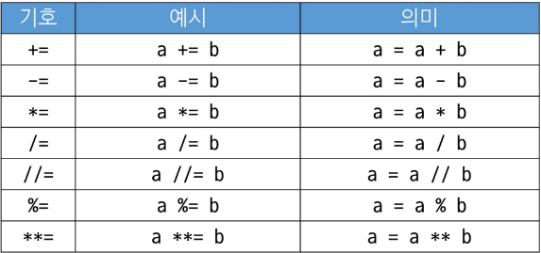 기호 예시 의미
+= a += b a = a + b
-= a -= b a = a - b
*= a *= b a = a * b
/= a /= b a = a / b
//= a //= b a = a // b
%= a %= b a = a % b
**= a **= b a = a ** b